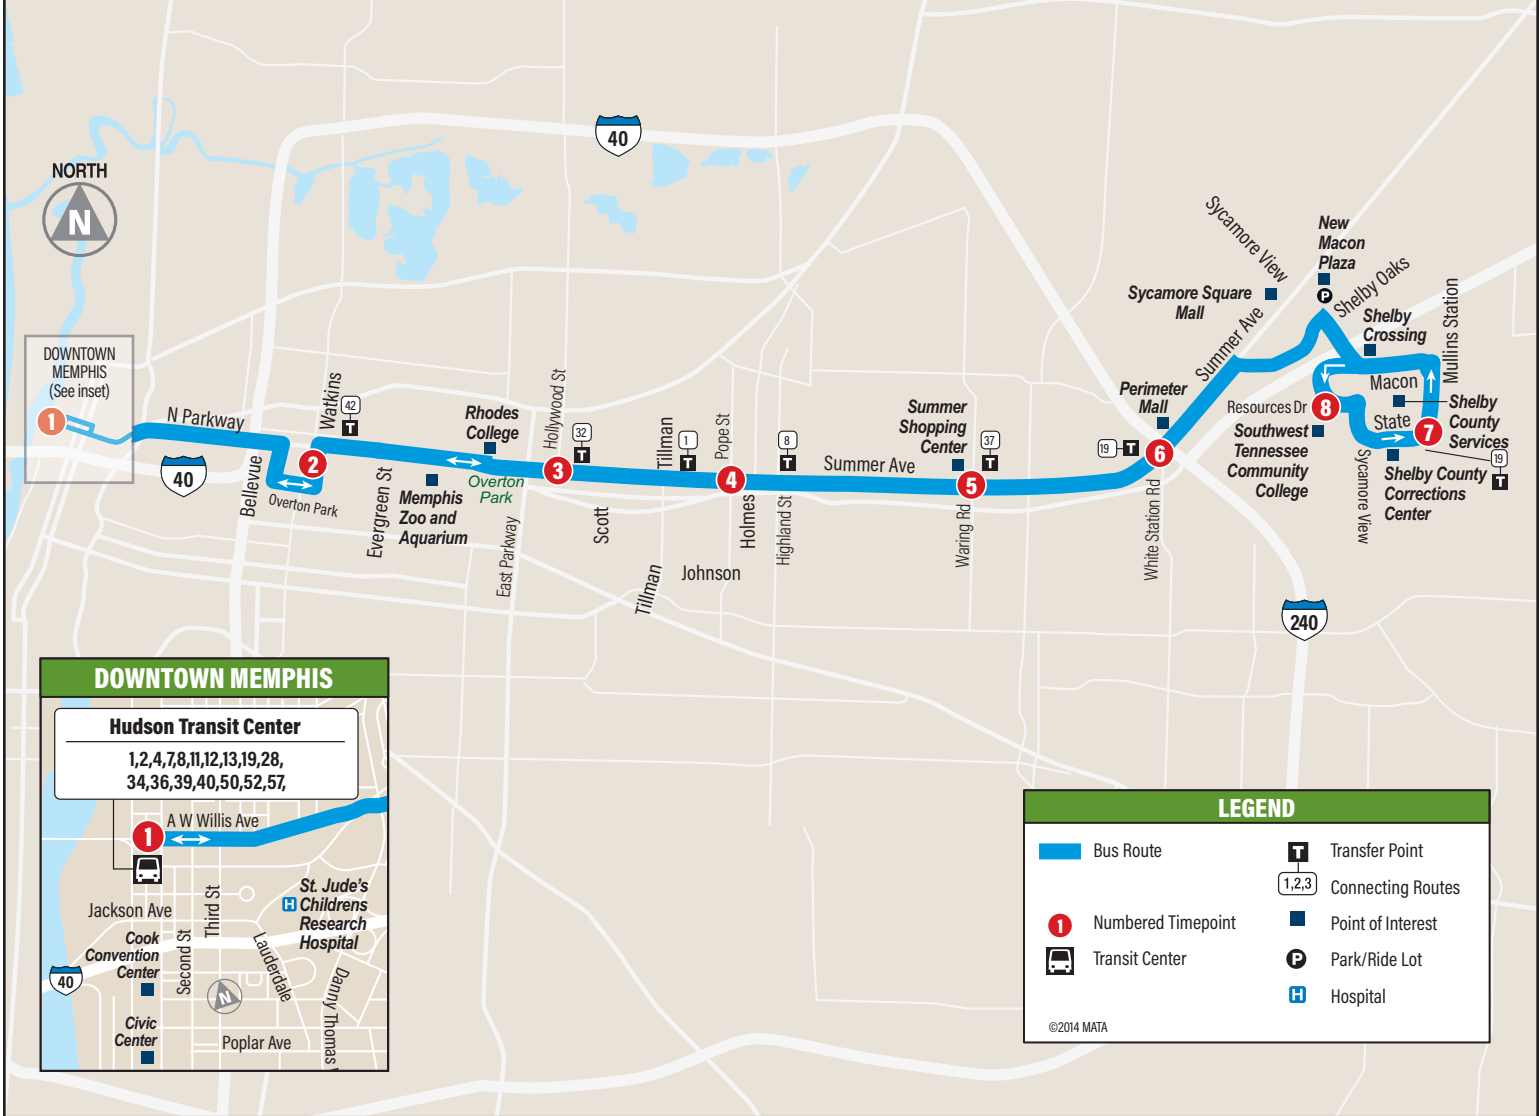 40
NORTH
N
DOWNTOWN
MEMPHIS
(See inset)
1
N Parkway
40
Bellevue
2
Overton Park
Watkins
42
T
Evergreen St
Memphis
Zoo and
Aquarium
Rhodes
College
Overton
Park
East Parkway
Hollywood St
3
32
T
Scott
Tillman
1
T
Tillman
Johnson
Pope St
4
Holmes
8
T
Highland St
Summer Ave
Summer
Shopping
Center
37
T
5
Waring Rd
19
T
6
White Station Rd
Perimeter
Mall
Summer Ave
Sycamore Square
Mall
Sycamore View
New
Macon
Plaza
P
Shelby Oaks
Shelby
Crossing
Mullins Station
Macon
Resources Dr
8
State
7
Shelby
County
Services
Southwest
Tennessee
Community
College
Sycamore View
Shelby County
Corrections
Center
19
T
240
DOWNTOWN MEMPHIS
Hudson Transit Center
1,2,4,7,8,11,12,13,19,28,
34,36,39,40,50,52,57,
1
A W Willis Ave
Jackson Ave
Third St
Second St
Cook
Convention
Center
40
Civic
Center
N
H
St. Jude's
Childrens
Research
Hospital
Lauderdale
Danny Thomas
Poplar Ave
LEGEND
Bus Route
1
Numbered Timepoint
Transit Center
T
Transfer Point
1,2,3
Connecting Routes
Point of Interest
P
Park/Ride Lot
H
Hospital
©2014 MATA